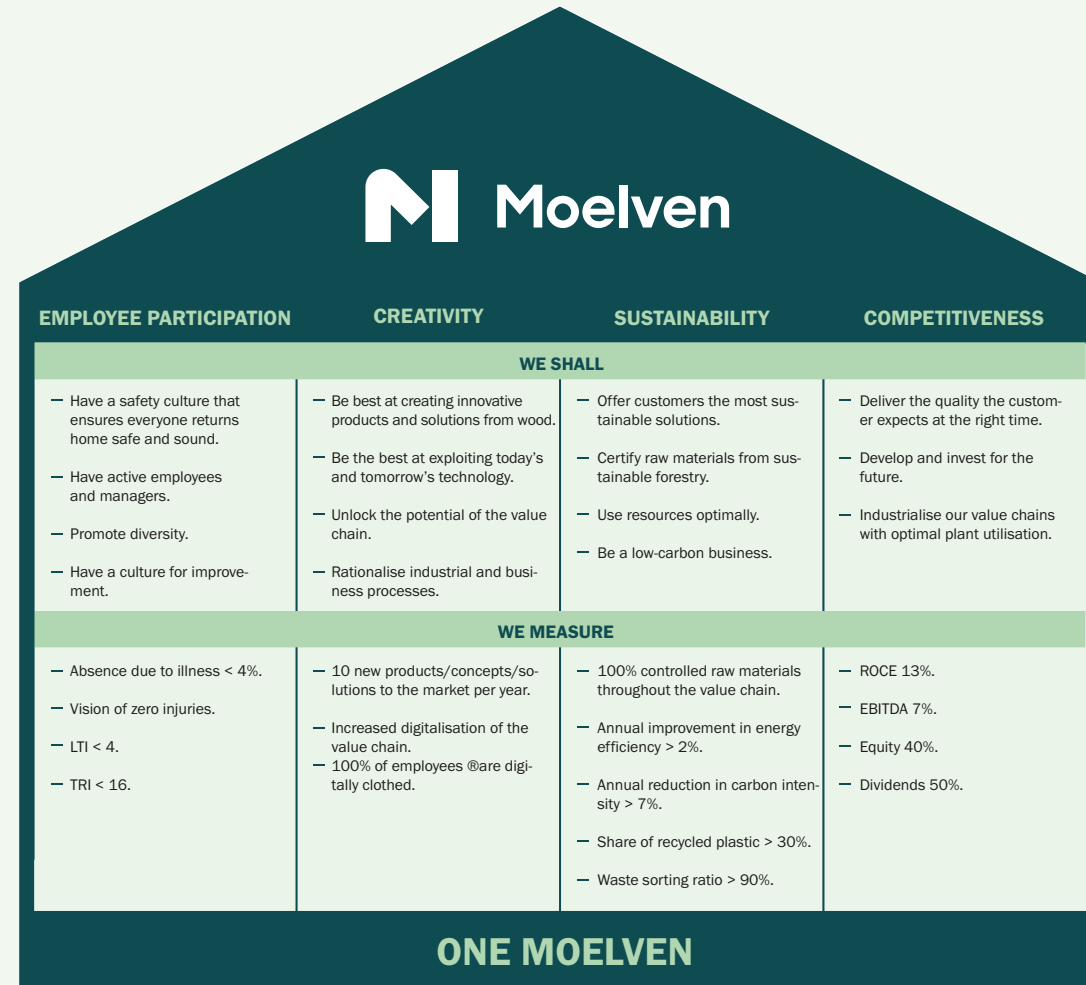 Moelven
EMPLOYEE PARTICIPATION
CREATIVITY
SUSTAINABILITY
COMPETITIVENESS
WE SHALL
— Have a safety culture that
ensures everyone returns
home safe and sound.
— Have active employees
and managers.
— Promote diversity.
— Have a culture for improve-
ment.
— Be best at creating innovative
products and solutions from wood.
— Be the best at exploiting today's
and tomorrow's technology.
— Unlock the potential of the value
chain.
— Rationalise industrial and busi-
ness processes.
— Offer customers the most sus-
tainable solutions.
— Certify raw materials from sus-
tainable forestry.
— Use resources optimally.
— Be a low-carbon business.
— Deliver the quality the custom-
er expects at the right time.
— Develop and invest for the
future.
— Industrialise our value chains
with optimal plant utilisation.
WE MEASURE
— Absence due to illness < 4%.
— Vision of zero injuries.
— LTI < 4.
— TRI < 16.
— 10 new products/concepts/so-
lutions to the market per year.
— Increased digitalisation of the
value chain.
— 100% of employees ®are digi-
tally clothed.
— 100% controlled raw materials
throughout the value chain.
— Annual improvement in energy
efficiency > 2%.
— Annual reduction in carbon inten-
sity > 7%.
— Share of recycled plastic > 30%.
— Waste sorting ratio > 90%.
— ROCE 13%.
— EBITDA 7%.
— Equity 40%.
— Dividends 50%.
ONE MOELVEN